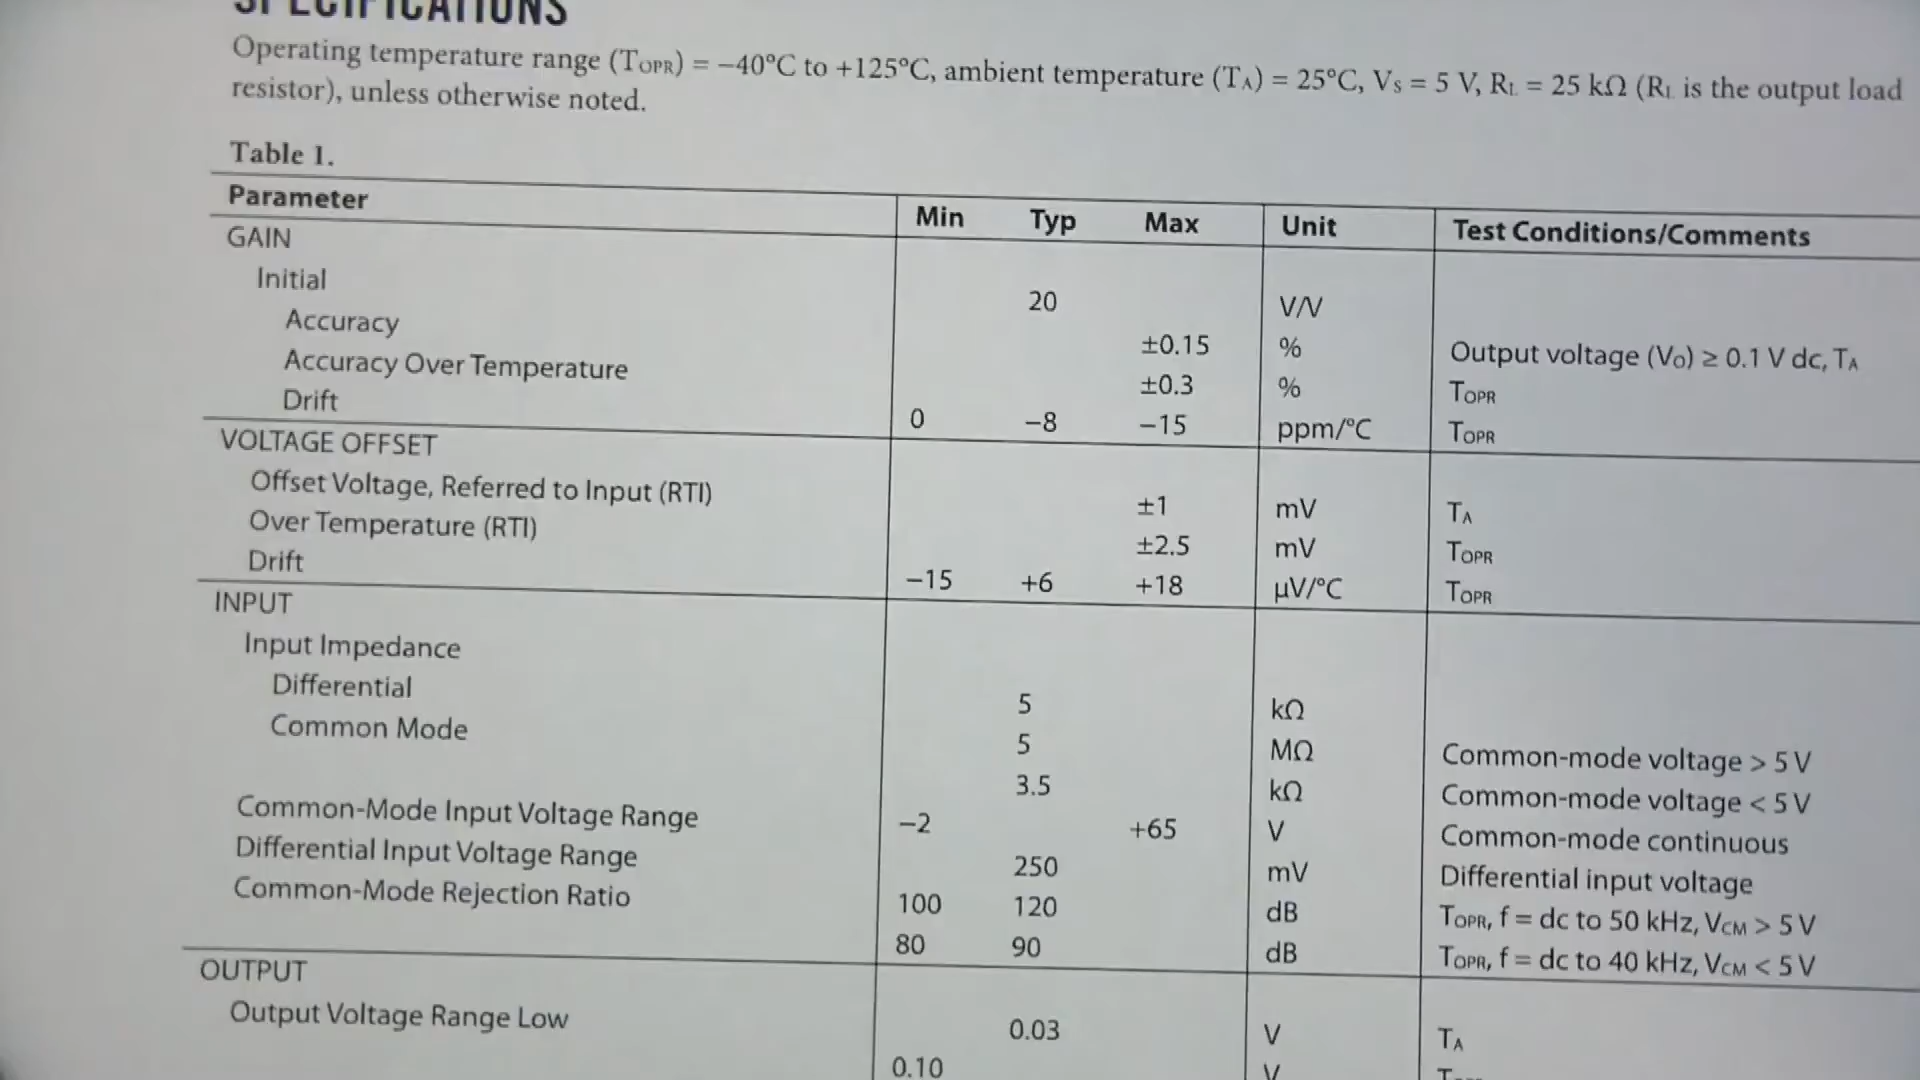 SPECIFICATIONS
Operating temperature range (TOPR) = −40°C to +125°C, ambient temperature (TA) = 25°C, VS = 5 V, RL = 25 kΩ (RL is the output load
resistor), unless otherwise noted.
Table 1.
Parameter Min Typ Max Unit Test Conditions/Comments
GAIN
Initial 20 V/V
Accuracy ±0.15 % Output voltage (VO) ≥ 0.1 V dc, TA
Accuracy Over Temperature ±0.3 % TOPR
Drift 0 −8 −15 ppm/°C TOPR
VOLTAGE OFFSET
Offset Voltage, Referred to Input (RTI) ±1 mV TA
Over Temperature (RTI) ±2.5 mV TOPR
Drift −15 +6 +18 μV/°C TOPR
INPUT
Input Impedance
Differential 5 kΩ
Common Mode 5 MΩ Common-mode voltage > 5 V
3.5 kΩ Common-mode voltage < 5 V
Common-Mode Input Voltage Range −2 +65 V Common-mode continuous
Differential Input Voltage Range 250 mV Differential input voltage
Common-Mode Rejection Ratio 100 120 dB TOPR, f = dc to 50 kHz, VCM > 5 V
80 90 dB TOPR, f = dc to 40 kHz, VCM < 5 V
OUTPUT
Output Voltage Range Low 0.03 V TA
0.10 V